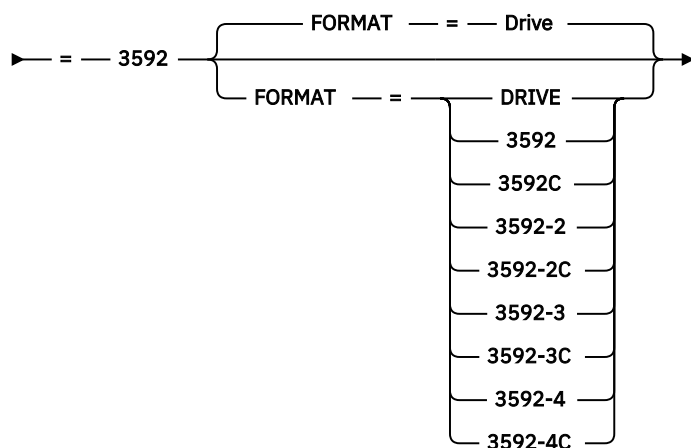 FORMAT = Drive
= 3592
FORMAT = DRIVE
3592
3592C
3592-2
3592-2C
3592-3
3592-3C
3592-4
3592-4C